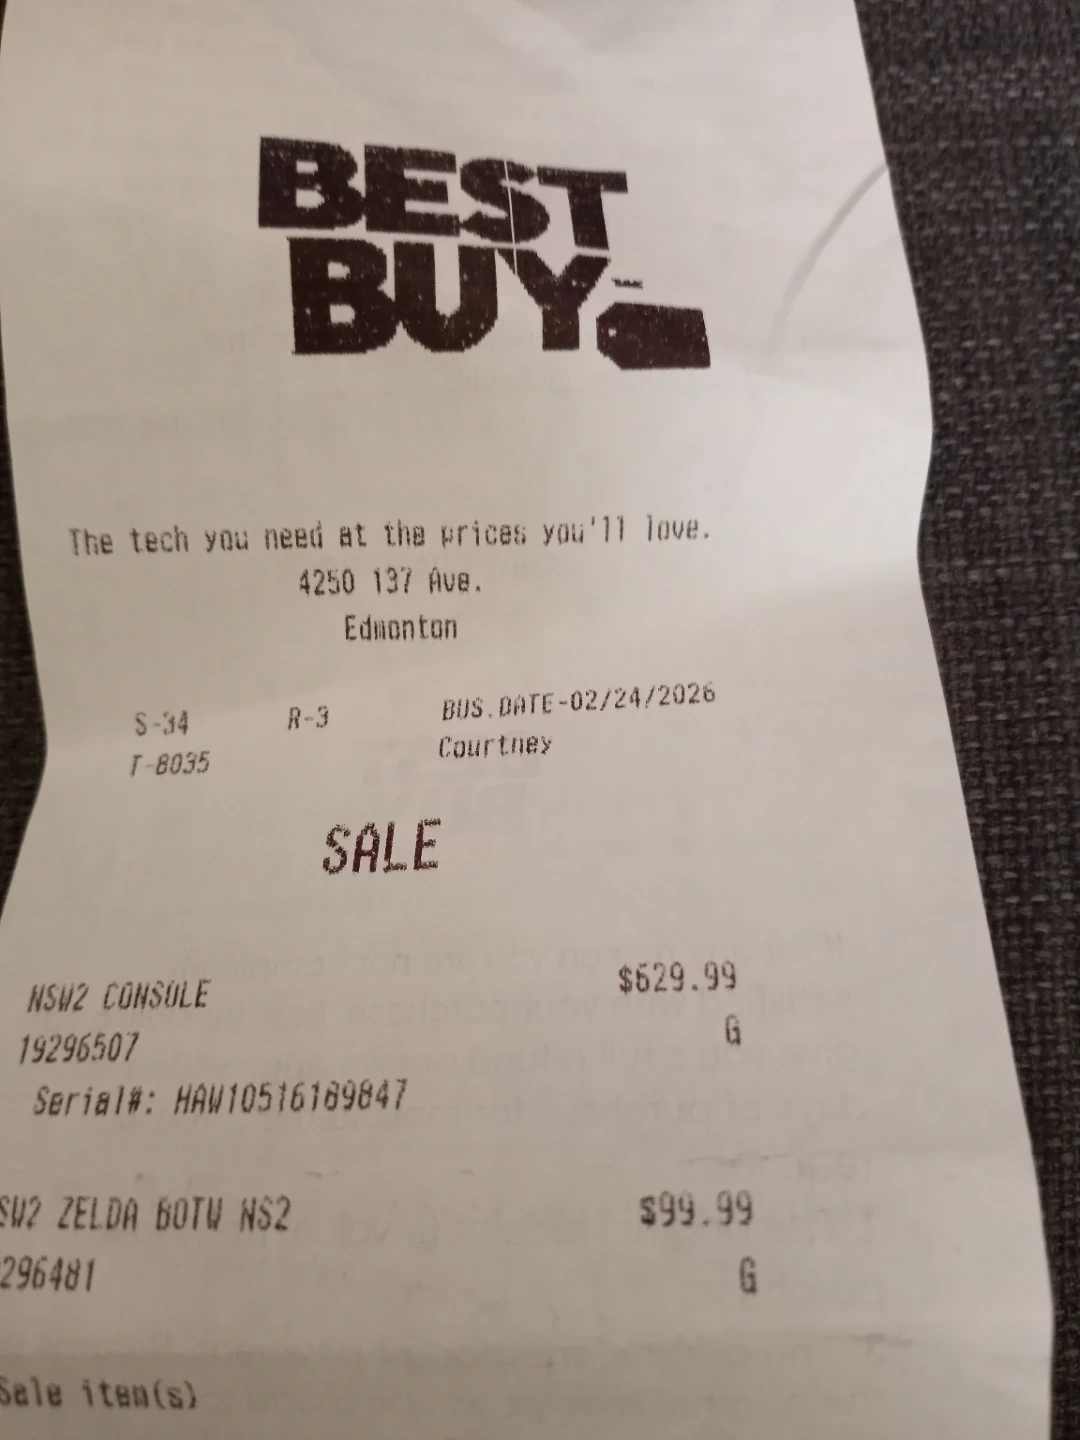 BEST
BUY
The tech you need at the prices you'll love.
4250 137 Ave.
Edmonton
S-34 R-3 BUS.DATE-02/24/2026
T-8035 Courtney
SALE
NSW2 CONSOLE $629.99
19296507 G
Serial#: HAW10516189847
SW2 ZELDA BOTW NS2 $99.99
296481 G
Sale item(s)